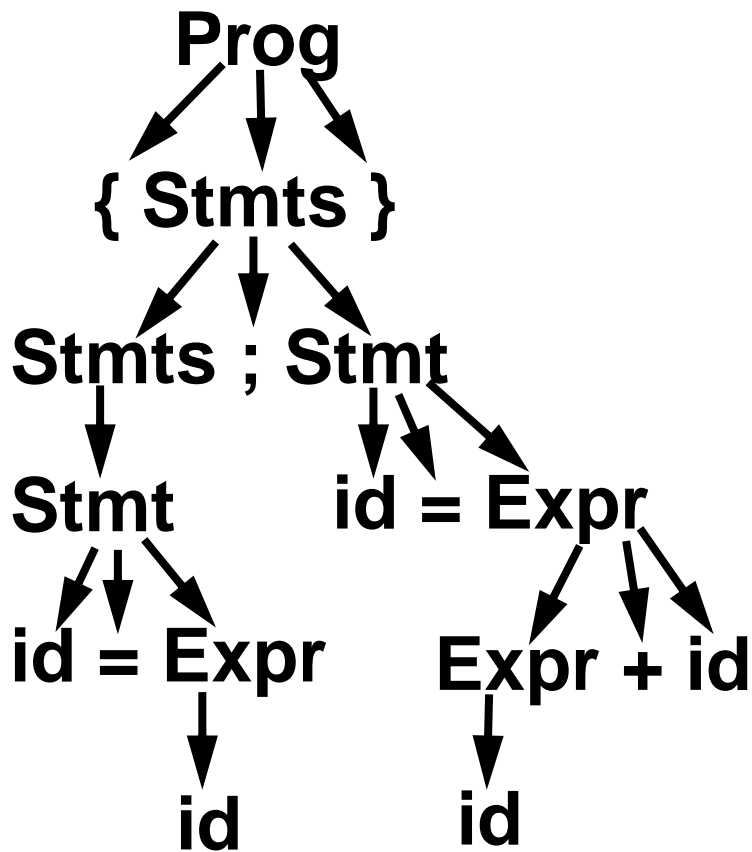 Prog
{ Stmts }
Stmts ; Stmt
Stmt
id = Expr
id = Expr
Expr + id
id
id